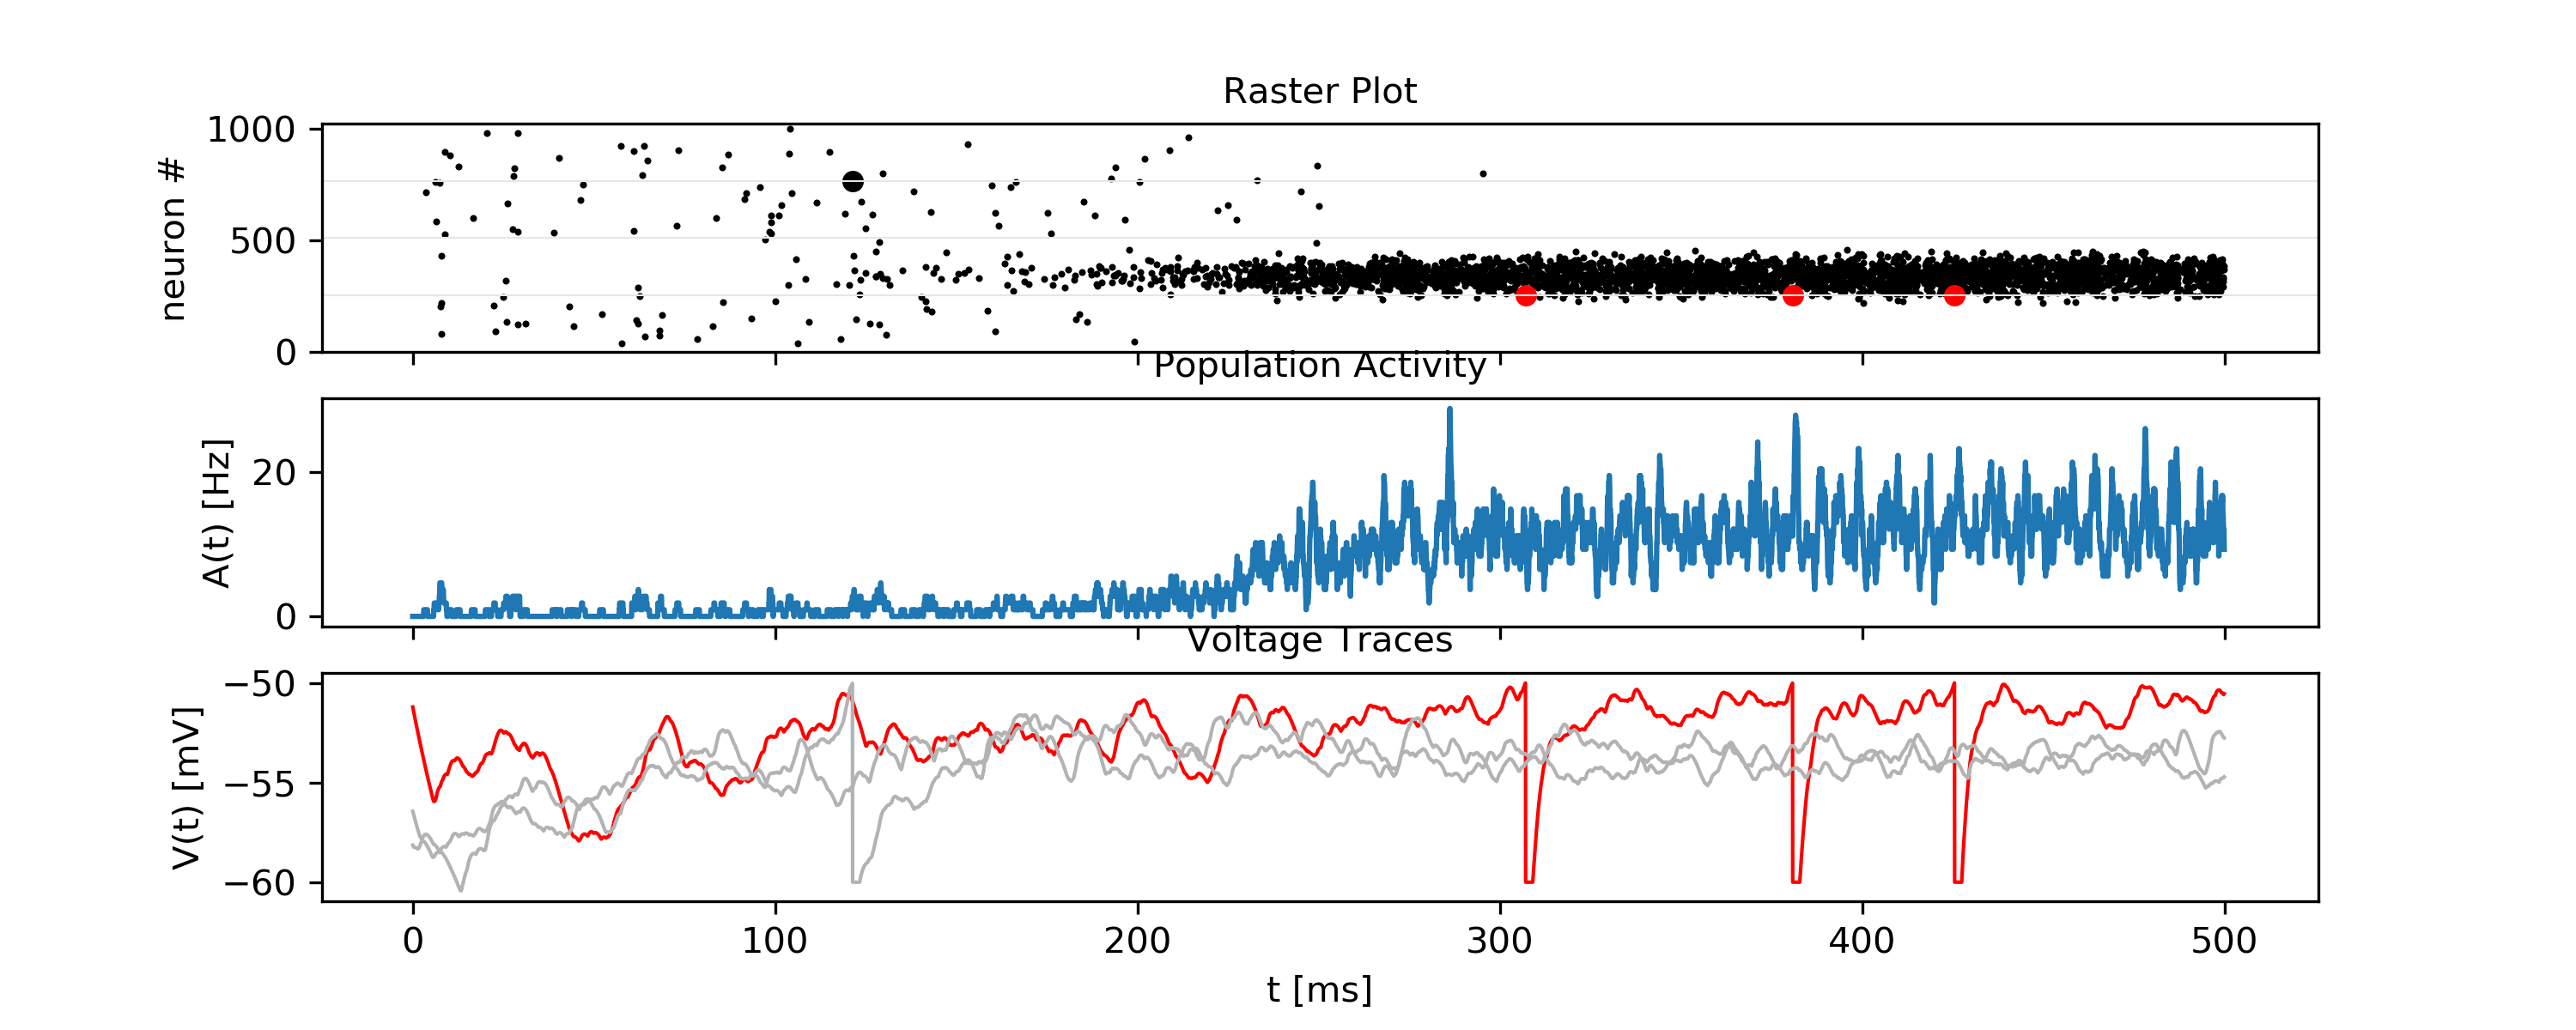 Raster Plot
1000
500
0
neuron #
Population Activity
20
0
A(t) [Hz]
Voltage Traces
−50
−55
−60
V(t) [mV]
0 100 200 300 400 500
t [ms]